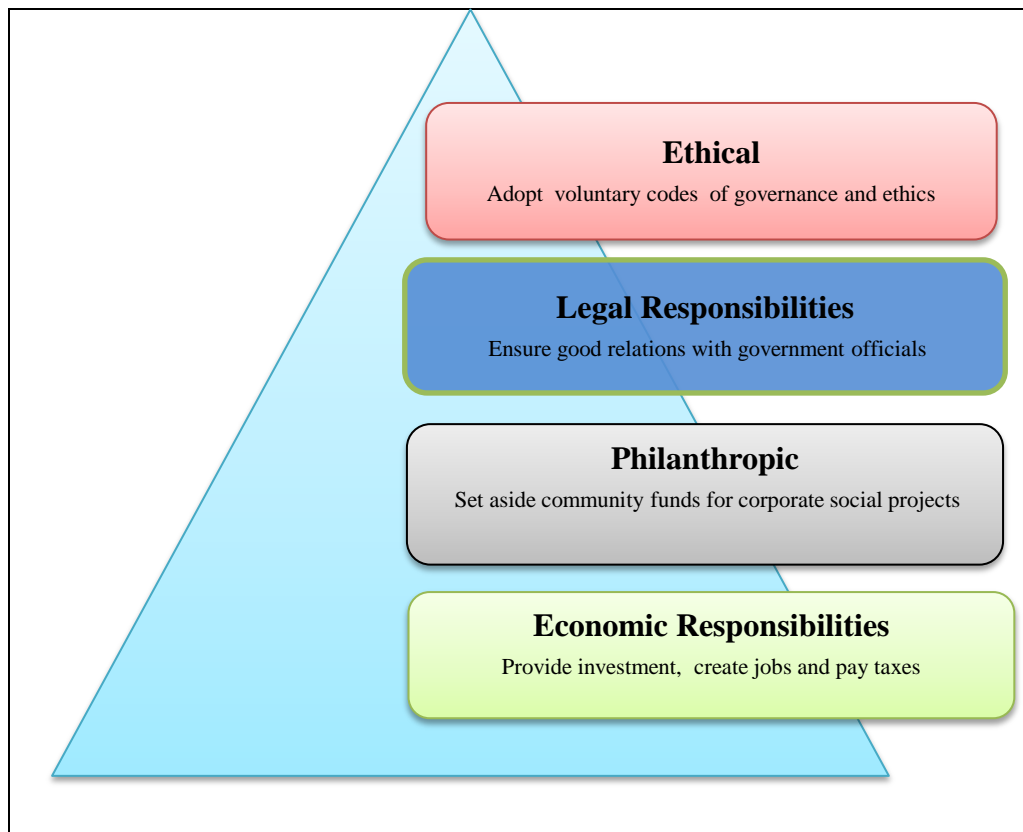 Ethical
Adopt voluntary codes of governance and ethics
Legal Responsibilities
Ensure good relations with government officials
Philanthropic
Set aside community funds for corporate social projects
Economic Responsibilities
Provide investment, create jobs and pay taxes